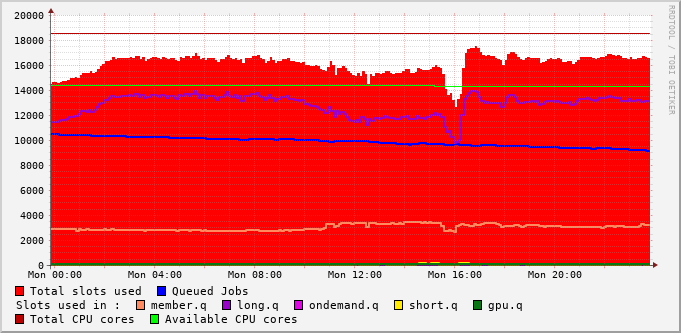 20000
18000
16000
14000
12000
10000
8000
6000
4000
2000
0
Mon 00:00 Mon 04:00 Mon 08:00 Mon 12:00 Mon 16:00 Mon 20:00
Total slots used Queued Jobs
Slots used in : member.q long.q ondemand.q short.q gpu.q
Total CPU cores Available CPU cores
RRDTOOL / TOBI OETIKER